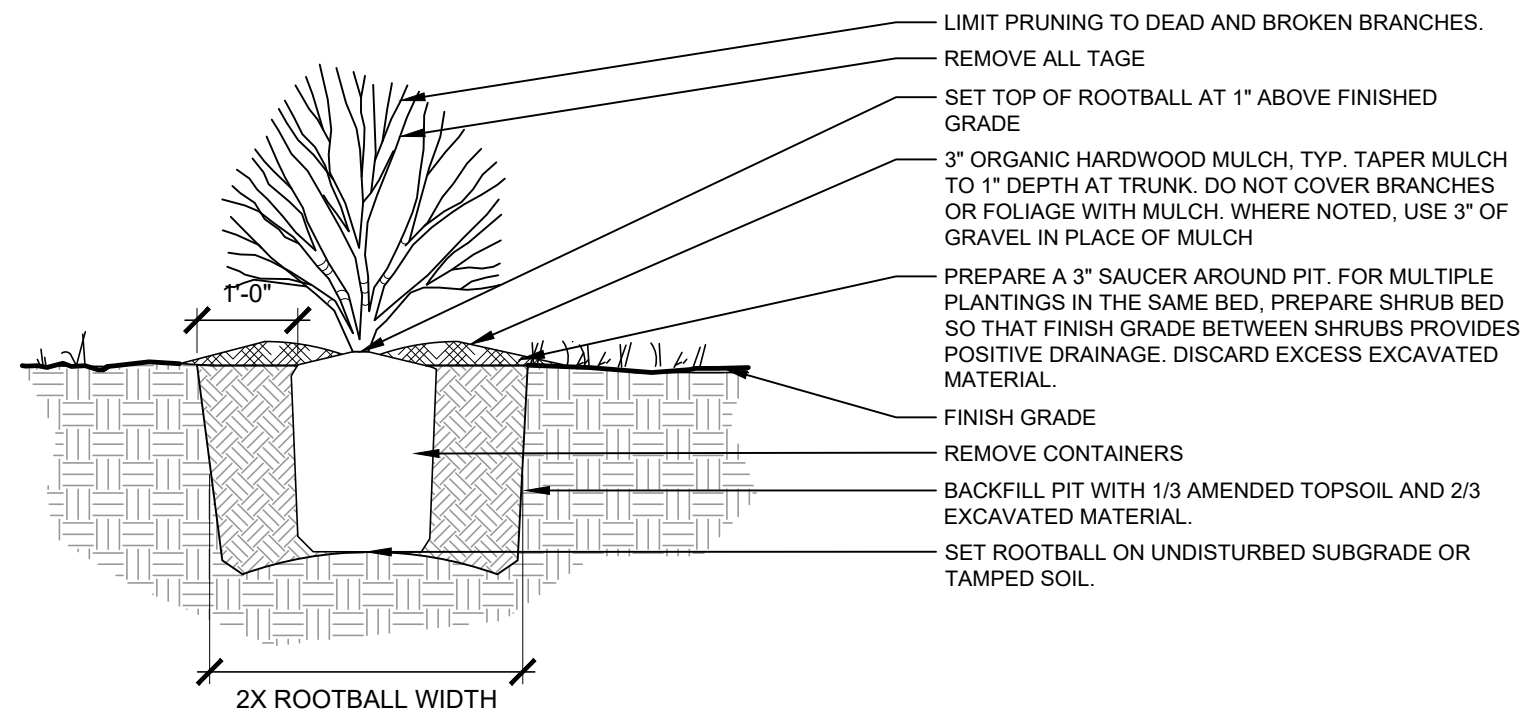 LIMIT PRUNING TO DEAD AND BROKEN BRANCHES.
REMOVE ALL TAGE
SET TOP OF ROOTBALL AT 1" ABOVE FINISHED
GRADE
3" ORGANIC HARDWOOD MULCH, TYP. TAPER MULCH
TO 1" DEPTH AT TRUNK. DO NOT COVER BRANCHES
OR FOLIAGE WITH MULCH. WHERE NOTED, USE 3" OF
GRAVEL IN PLACE OF MULCH
PREPARE A 3" SAUCER AROUND PIT. FOR MULTIPLE
PLANTINGS IN THE SAME BED, PREPARE SHRUB BED
SO THAT FINISH GRADE BETWEEN SHRUBS PROVIDES
POSITIVE DRAINAGE. DISCARD EXCESS EXCAVATED
MATERIAL.
FINISH GRADE
REMOVE CONTAINERS
BACKFILL PIT WITH 1/3 AMENDED TOPSOIL AND 2/3
EXCAVATED MATERIAL.
SET ROOTBALL ON UNDISTURBED SUBGRADE OR
TAMPED SOIL.
1'-0"
2X ROOTBALL WIDTH